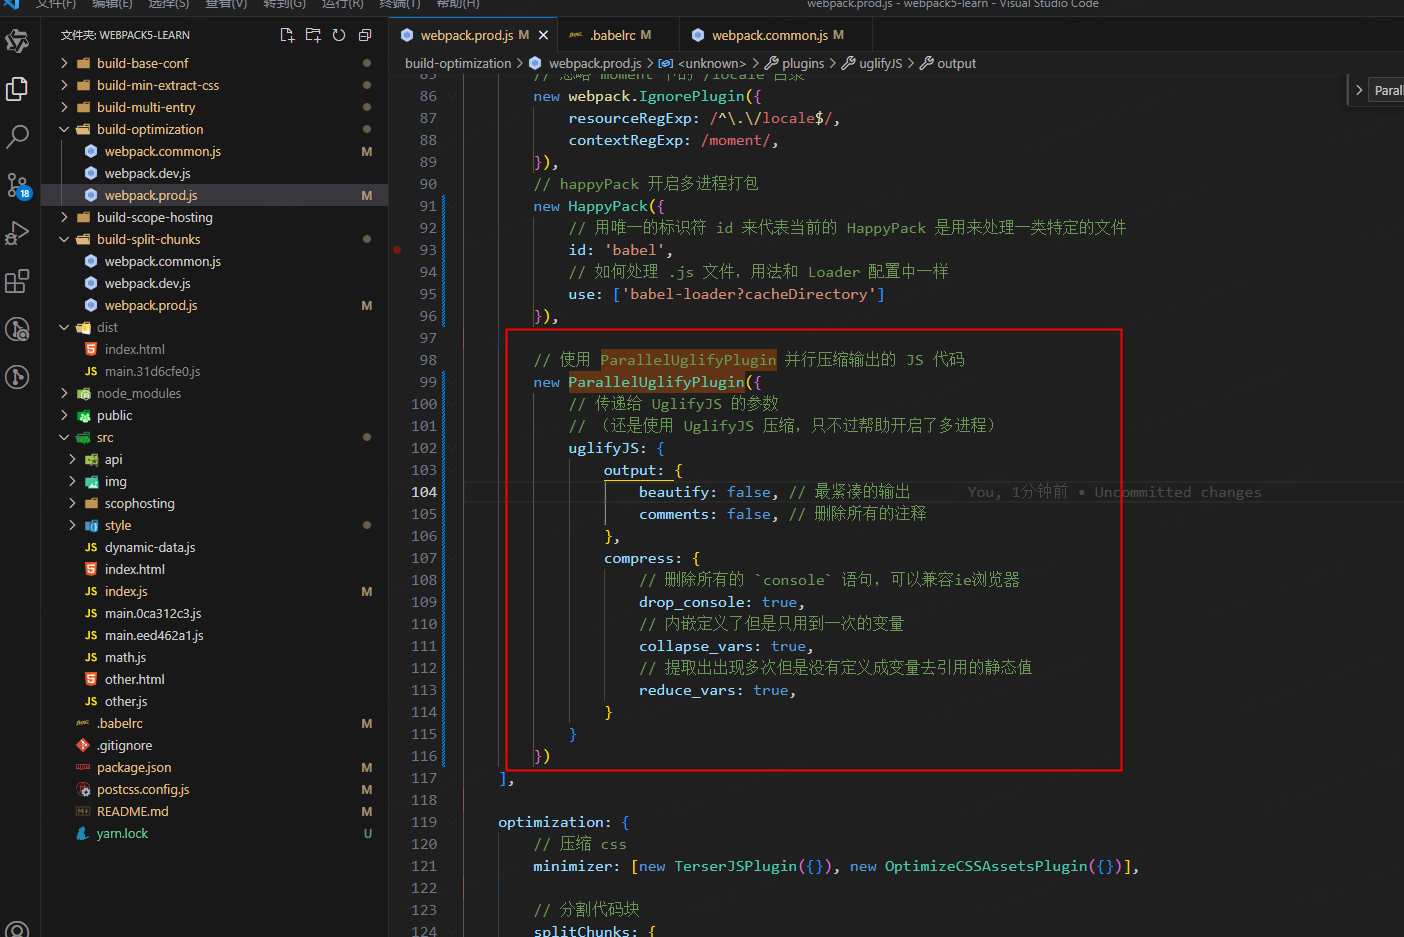 文件(F) 编辑(E) 选择(S) 查看(V) 转到(G) 运行(R) 终端(T) 帮助(H) webpack.prod.js - webpack5-learn - Visual Studio Code
文件夹: WEBPACK5-LEARN
webpack.prod.js M .babelrc M webpack.common.js M
build-optimization > webpack.prod.js > <unknown> > plugins > uglifyJS > output
build-base-conf
build-min-extract-css
build-multi-entry
build-optimization
webpack.common.js M
webpack.dev.js
webpack.prod.js M
build-scope-hosting
build-split-chunks
webpack.common.js
webpack.dev.js
webpack.prod.js M
dist
index.html
main.31d6cfe0.js
node_modules
public
src
api
img
scophosting
style
dynamic-data.js
index.html
index.js M
main.0ca312c3.js
main.eed462a1.js
math.js
other.html
other.js
.babelrc M
.gitignore
package.json M
postcss.config.js M
README.md M
yarn.lock U
18
Parall
85 // 忽略 moment 下的 /locale 目录
86 new webpack.IgnorePlugin({
87 resourceRegExp: /^\.\/locale$/,
88 contextRegExp: /moment/,
89 }),
90 // happyPack 开启多进程打包
91 new HappyPack({
92 // 用唯一的标识符 id 来代表当前的 HappyPack 是用来处理一类特定的文件
93 id: 'babel',
94 // 如何处理 .js 文件，用法和 Loader 配置中一样
95 use: ['babel-loader?cacheDirectory']
96 }),
97
98 // 使用 ParallelUglifyPlugin 并行压缩输出的 JS 代码
99 new ParallelUglifyPlugin({
100 // 传递给 UglifyJS 的参数
101 // （还是使用 UglifyJS 压缩，只不过帮助开启了多进程）
102 uglifyJS: {
103 output: {
104 beautify: false, // 最紧凑的输出 You, 1分钟前 • Uncommitted changes
105 comments: false, // 删除所有的注释
106 },
107 compress: {
108 // 删除所有的 `console` 语句，可以兼容ie浏览器
109 drop_console: true,
110 // 内嵌定义了但是只用到一次的变量
111 collapse_vars: true,
112 // 提取出出现多次但是没有定义成变量去引用的静态值
113 reduce_vars: true,
114 }
115 }
116 })
117 ],
118
119 optimization: {
120 // 压缩 css
121 minimizer: [new TerserJSPlugin({}), new OptimizeCSSAssetsPlugin({})],
122
123 // 分割代码块
124 splitChunks: {